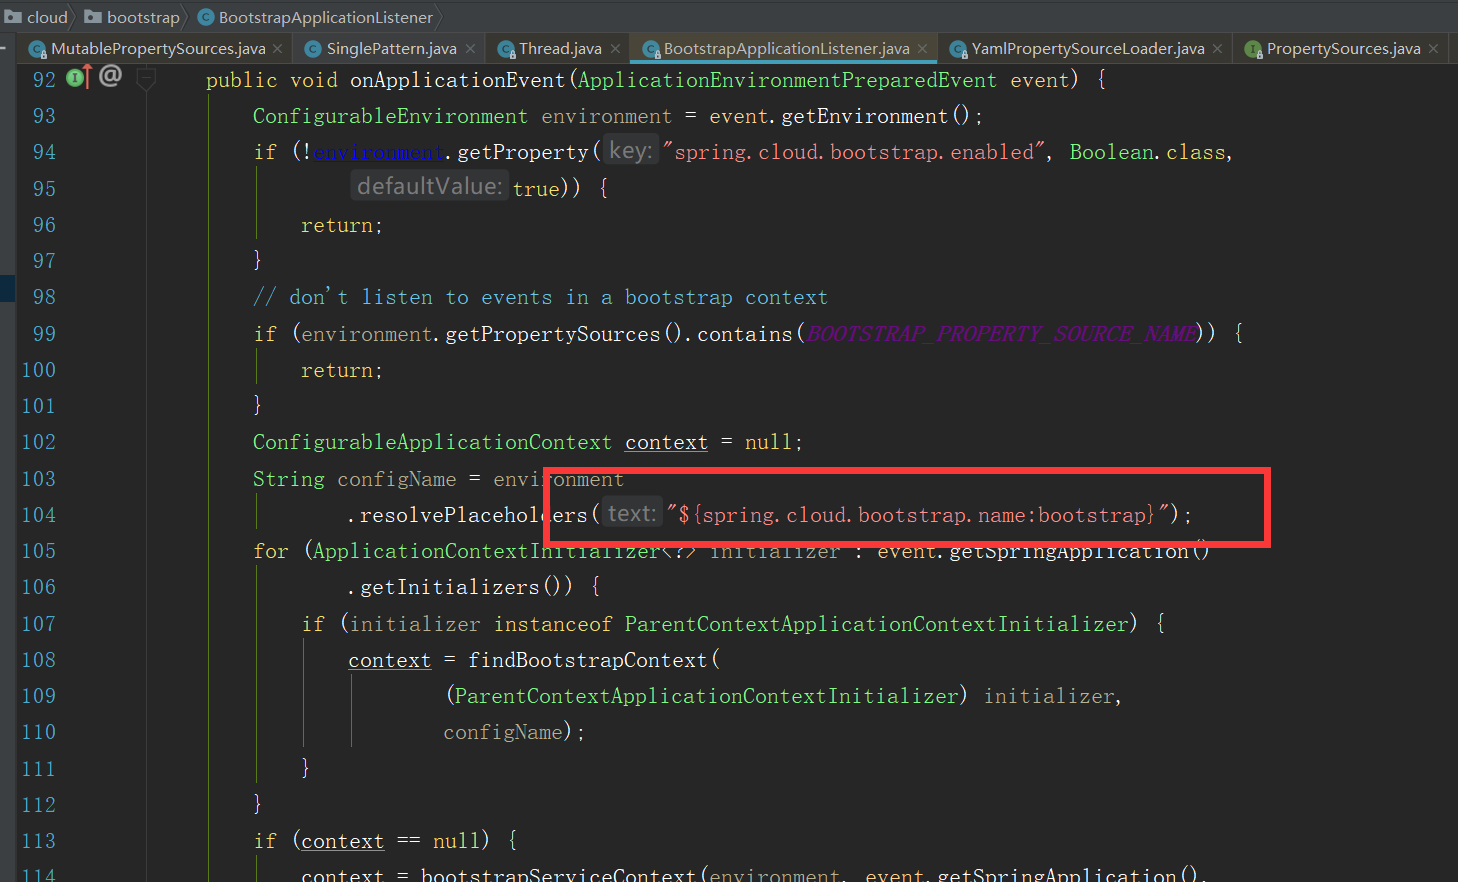 cloud bootstrap BootstrapApplicationListener
MutablePropertySources.java SinglePattern.java Thread.java BootstrapApplicationListener.java YamlPropertySourceLoader.java PropertySources.java
92 public void onApplicationEvent(ApplicationEnvironmentPreparedEvent event) {
93 ConfigurableEnvironment environment = event.getEnvironment();
94 if (!environment.getProperty( key: "spring.cloud.bootstrap.enabled", Boolean.class,
95 defaultValue: true)) {
96 return;
97 }
98 // don't listen to events in a bootstrap context
99 if (environment.getPropertySources().contains(BOOTSTRAP_PROPERTY_SOURCE_NAME)) {
100 return;
101 }
102 ConfigurableApplicationContext context = null;
103 String configName = environment
104 .resolvePlaceholders( text: "${spring.cloud.bootstrap.name:bootstrap}");
105 for (ApplicationContextInitializer<?> initializer : event.getSpringApplication()
106 .getInitializers()) {
107 if (initializer instanceof ParentContextApplicationContextInitializer) {
108 context = findBootstrapContext(
109 (ParentContextApplicationContextInitializer) initializer,
110 configName);
111 }
112 }
113 if (context == null) {
114 context = bootstrapServiceContext(environment, event.getSpringApplication(),